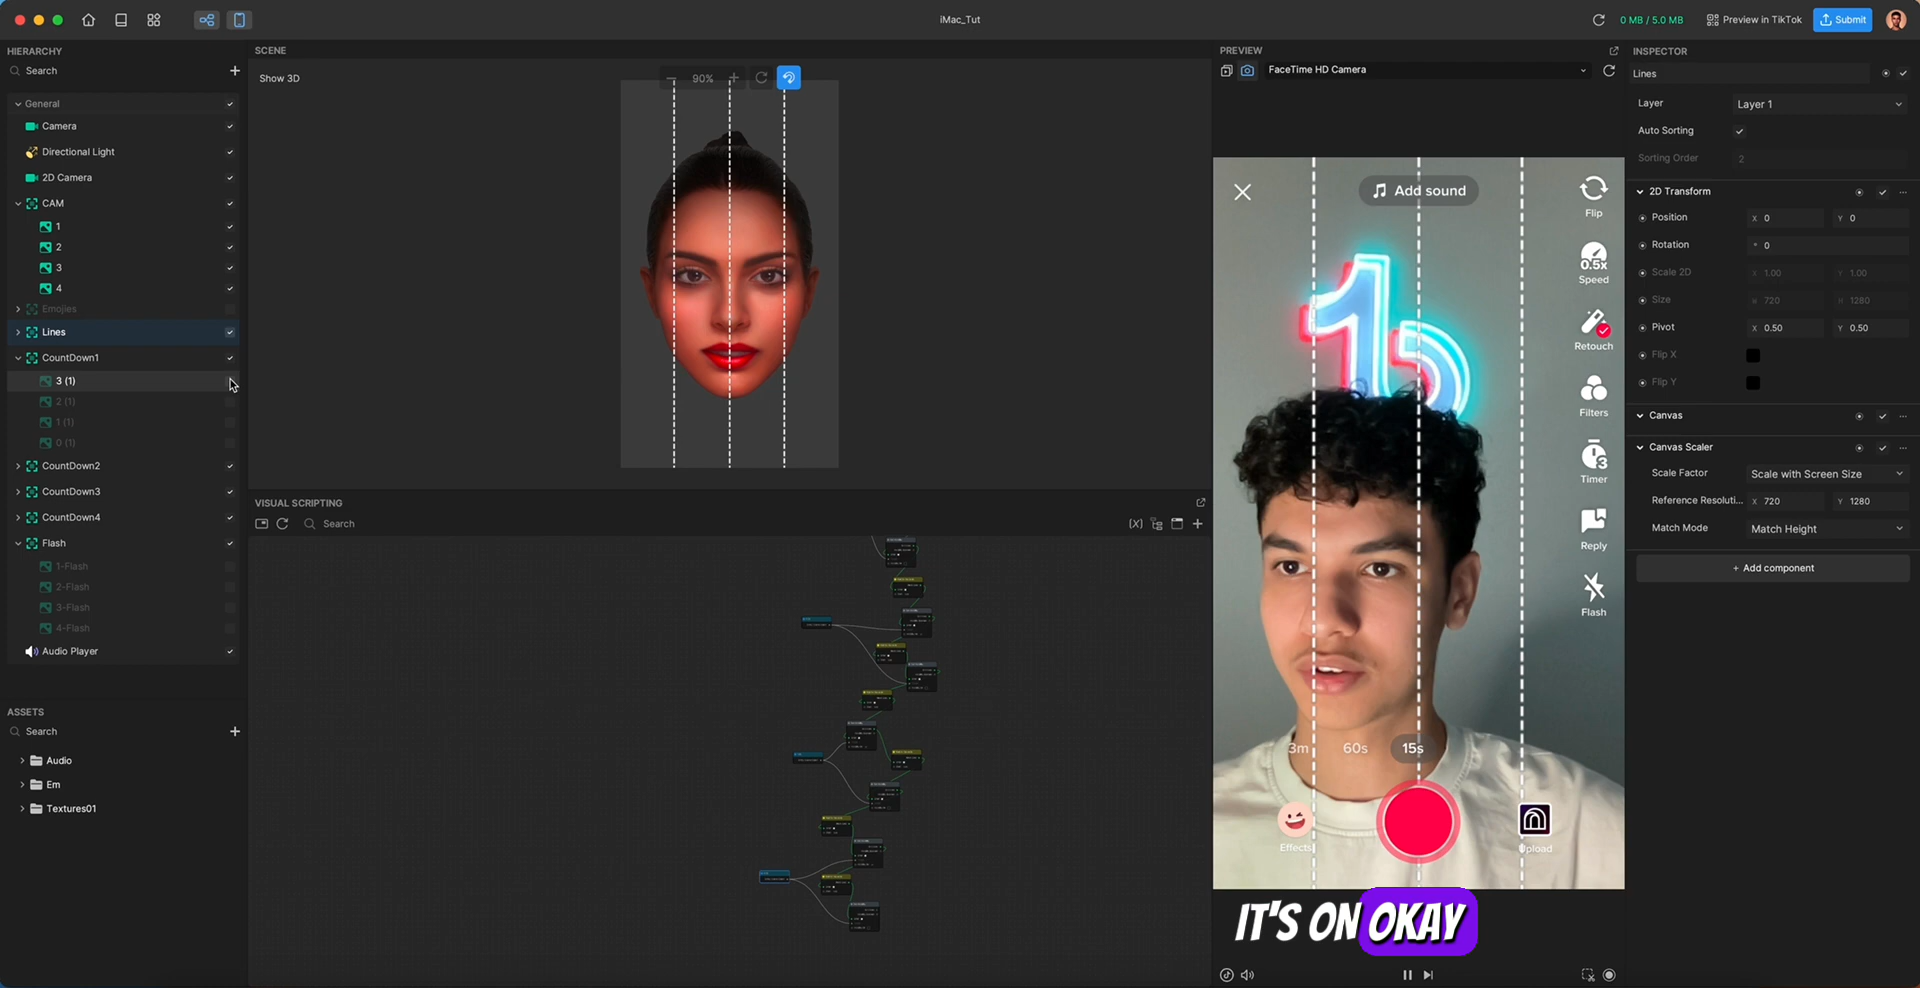 iMac_Tut
0 MB / 5.0 MB
Preview in TikTok
Submit
HIERARCHY
Search
General
Camera
Directional Light
2D Camera
CAM
1
2
3
4
Emojies
Lines
CountDown1
3 (1)
2 (1)
1 (1)
0 (1)
CountDown2
CountDown3
CountDown4
Flash
1-Flash
2-Flash
3-Flash
4-Flash
Audio Player
ASSETS
Search
Audio
Em
Textures01
SCENE
Show 3D
90%
VISUAL SCRIPTING
Search
(X)
PREVIEW
FaceTime HD Camera
Add sound
Flip
0.5x
Speed
Retouch
Filters
3
Timer
Reply
Flash
3m 60s 15s
Effects
Upload
IT'S ON OKAY
INSPECTOR
Lines
Layer Layer 1
Auto Sorting
Sorting Order 2
2D Transform
Position X 0 Y 0
Rotation ° 0
Scale 2D X 1.00 Y 1.00
Size W 720 H 1280
Pivot X 0.50 Y 0.50
Flip X
Flip Y
Canvas
Canvas Scaler
Scale Factor Scale with Screen Size
Reference Resoluti... X 720 Y 1280
Match Mode Match Height
+ Add component